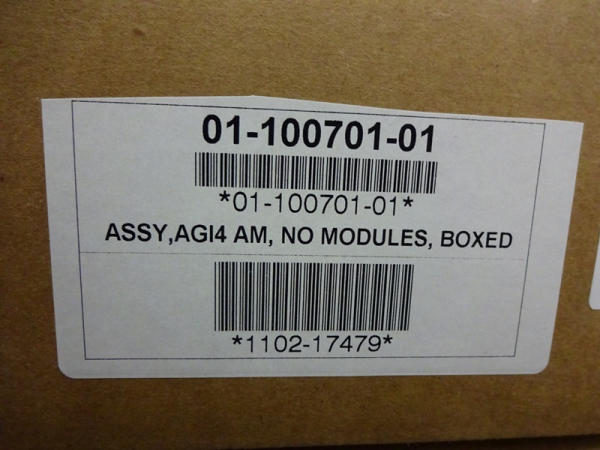 01-100701-01
*01-100701-01*
ASSY,AGI4 AM, NO MODULES, BOXED
*1102-17479*